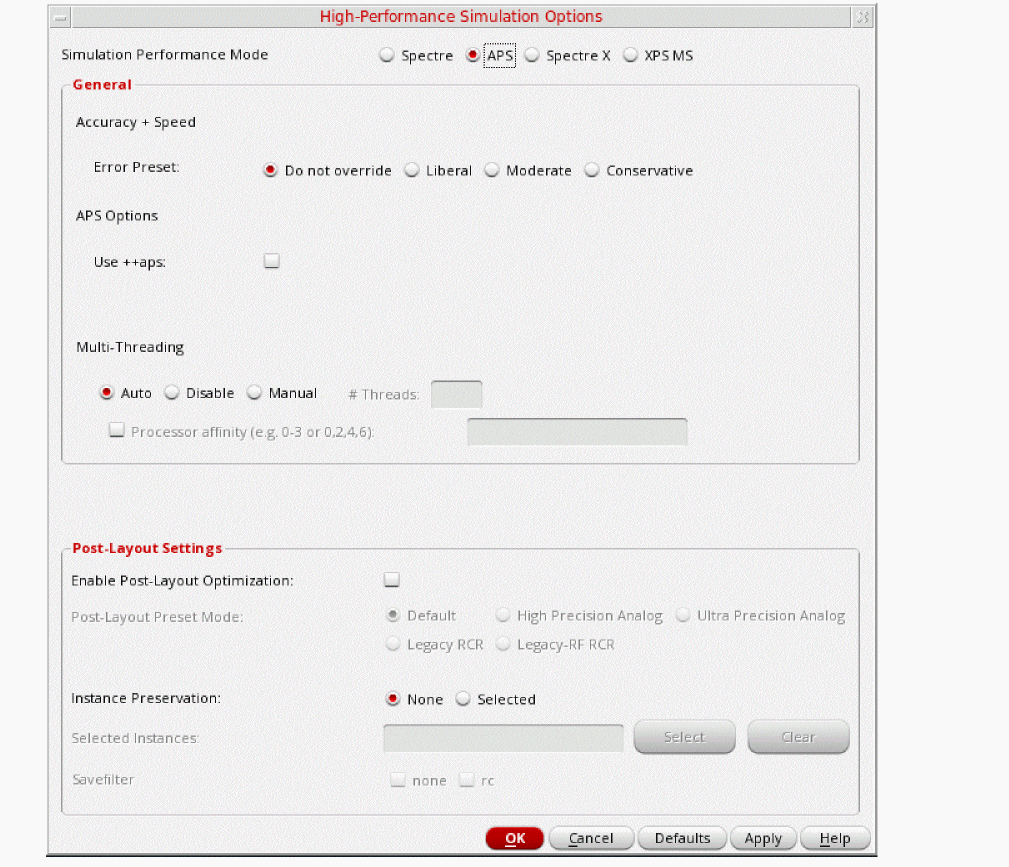 High-Performance Simulation Options
Simulation Performance Mode Spectre APS Spectre X XPS MS
General
Accuracy + Speed
Error Preset: Do not override Liberal Moderate Conservative
APS Options
Use ++aps:
Multi-Threading
Auto Disable Manual # Threads:
Processor affinity (e.g. 0-3 or 0,2,4,6):
Post-Layout Settings
Enable Post-Layout Optimization:
Post-Layout Preset Mode: Default High Precision Analog Ultra Precision Analog
Legacy RCR Legacy-RF RCR
Instance Preservation: None Selected
Selected Instances: Select Clear
Savefilter none rc
OK Cancel Defaults Apply Help